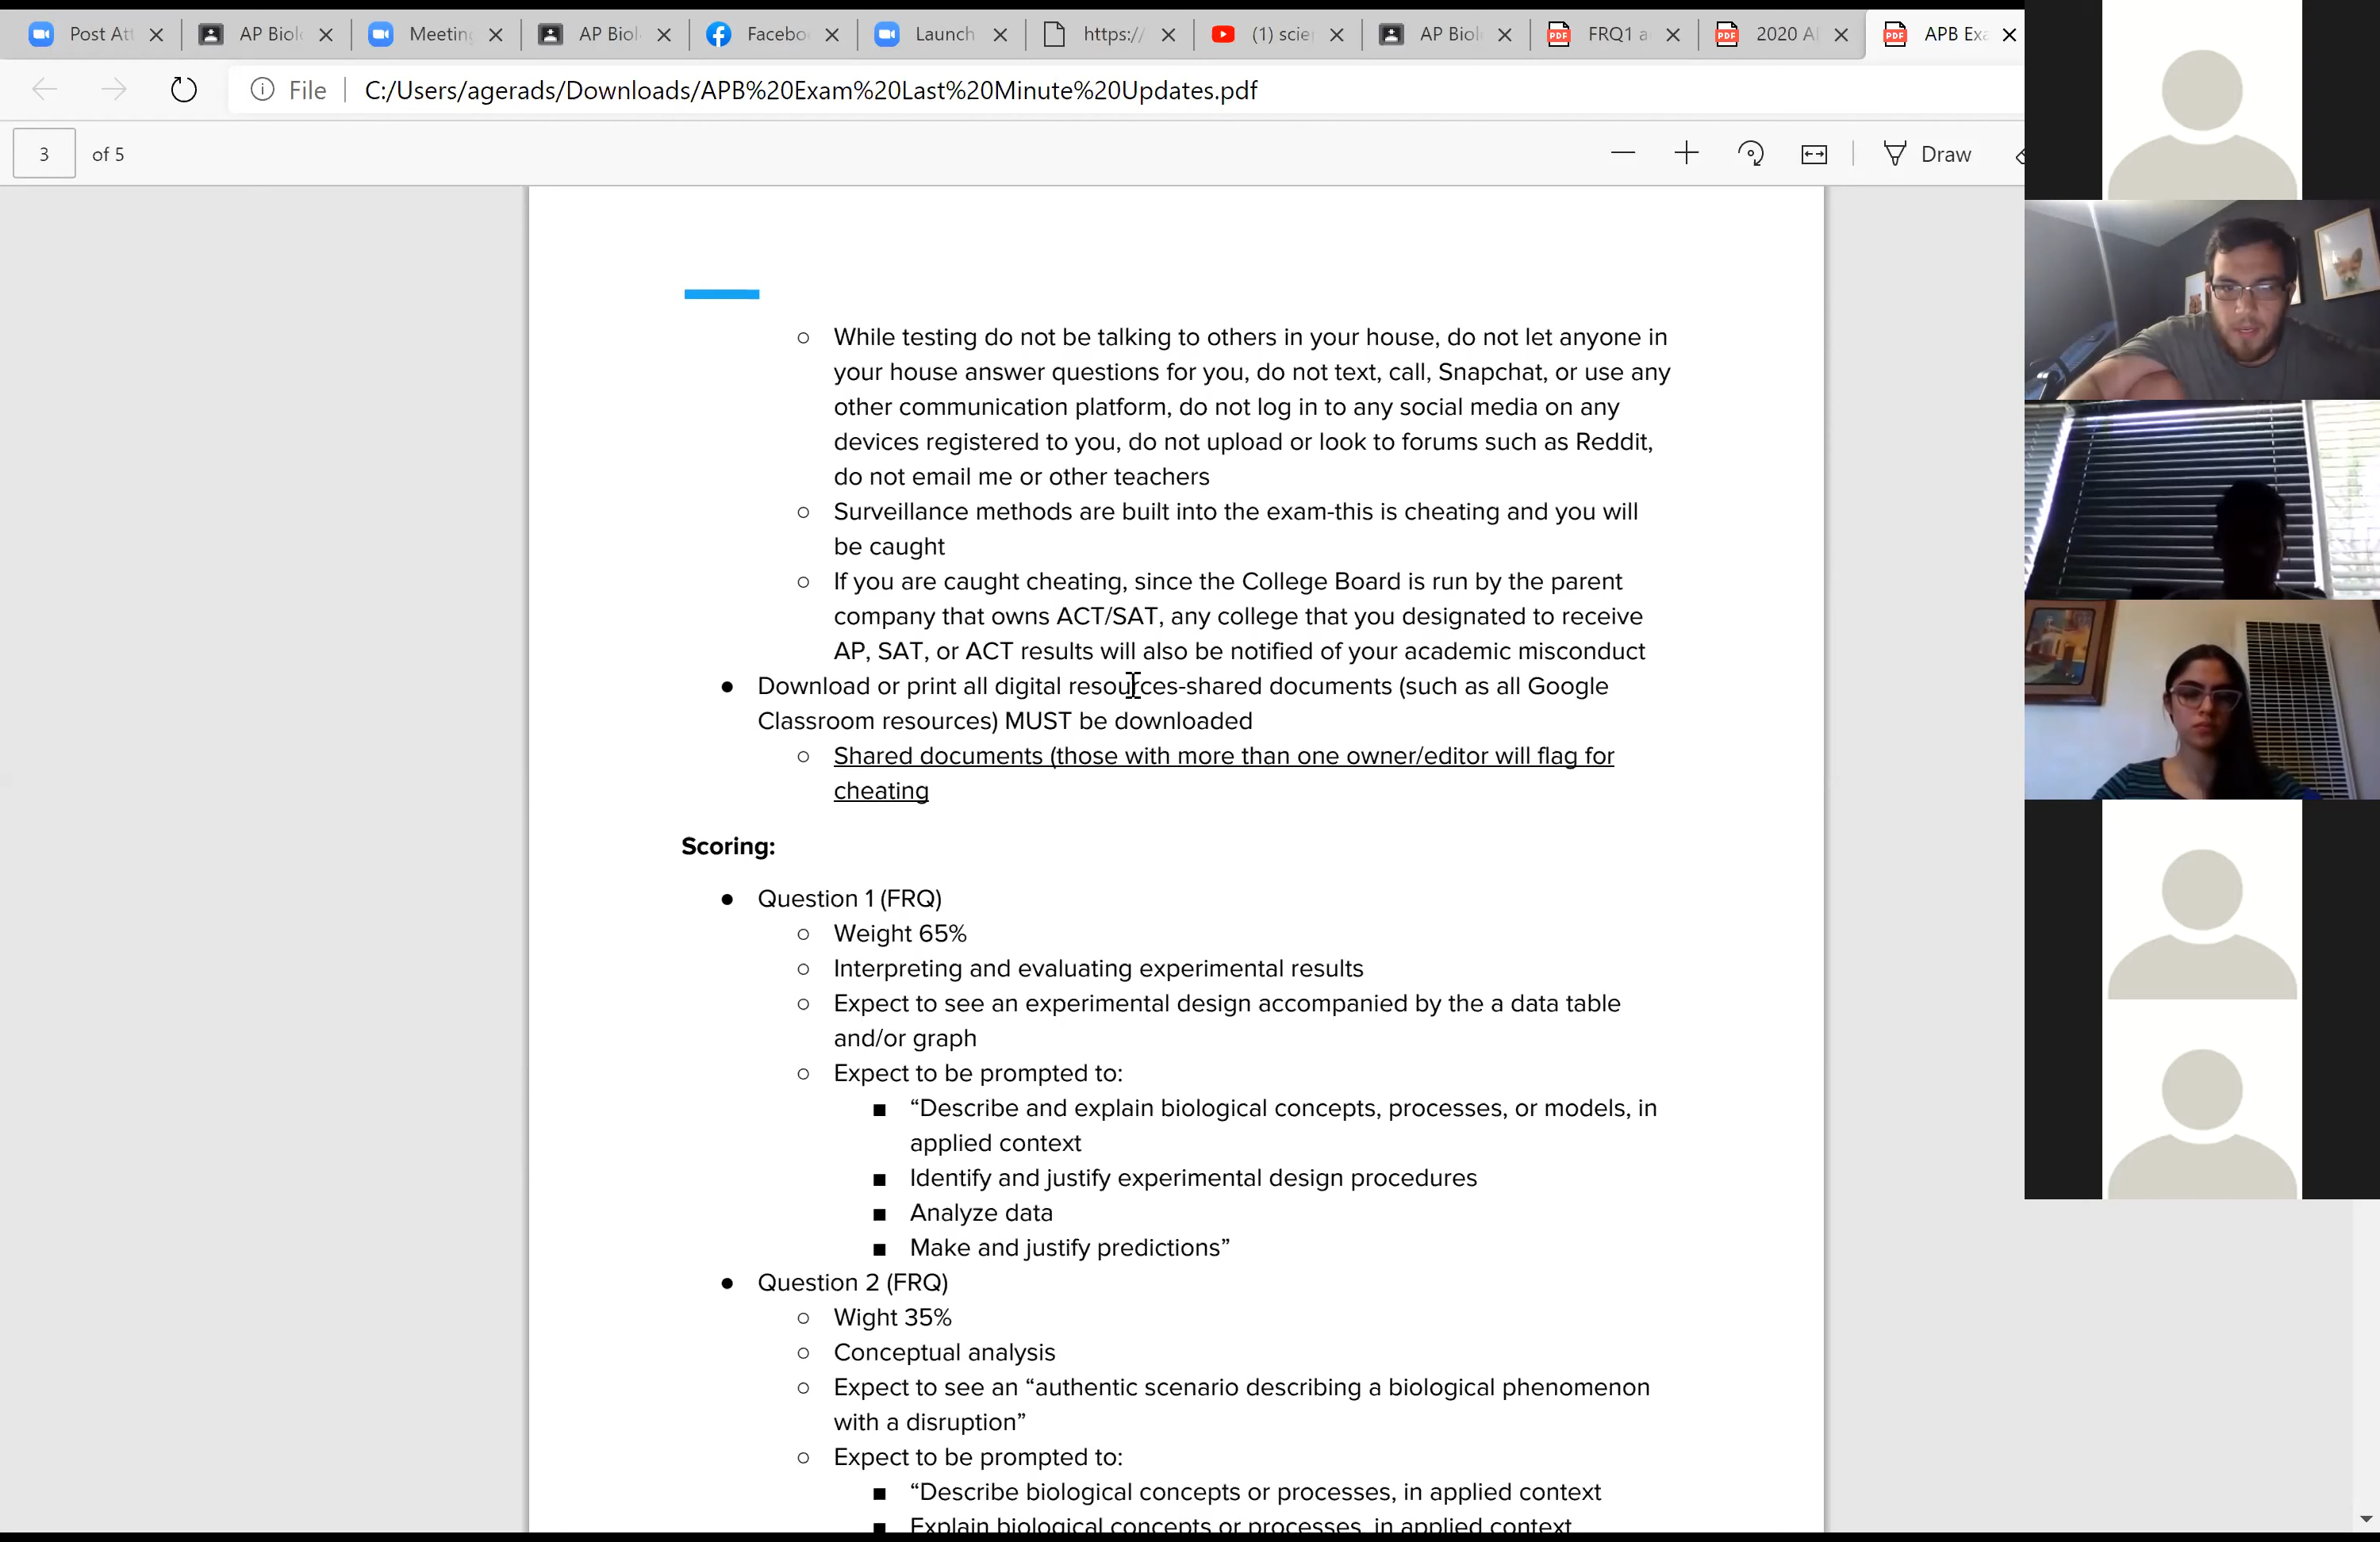 Post Att
AP Biol
Meeting
AP Biol
Facebo
Launch
https://
(1) scie
AP Biol
FRQ1 a
2020 A
APB Exa
File
C:/Users/agerads/Downloads/APB%20Exam%20Last%20Minute%20Updates.pdf
3 of 5
Draw
○ While testing do not be talking to others in your house, do not let anyone in
your house answer questions for you, do not text, call, Snapchat, or use any
other communication platform, do not log in to any social media on any
devices registered to you, do not upload or look to forums such as Reddit,
do not email me or other teachers
○ Surveillance methods are built into the exam-this is cheating and you will
be caught
○ If you are caught cheating, since the College Board is run by the parent
company that owns ACT/SAT, any college that you designated to receive
AP, SAT, or ACT results will also be notified of your academic misconduct
● Download or print all digital resources-shared documents (such as all Google
Classroom resources) MUST be downloaded
○ Shared documents (those with more than one owner/editor will flag for
cheating
Scoring:
● Question 1 (FRQ)
○ Weight 65%
○ Interpreting and evaluating experimental results
○ Expect to see an experimental design accompanied by the a data table
and/or graph
○ Expect to be prompted to:
■ “Describe and explain biological concepts, processes, or models, in
applied context
■ Identify and justify experimental design procedures
■ Analyze data
■ Make and justify predictions”
● Question 2 (FRQ)
○ Wight 35%
○ Conceptual analysis
○ Expect to see an “authentic scenario describing a biological phenomenon
with a disruption”
○ Expect to be prompted to:
■ “Describe biological concepts or processes, in applied context
■ Explain biological concepts or processes, in applied context